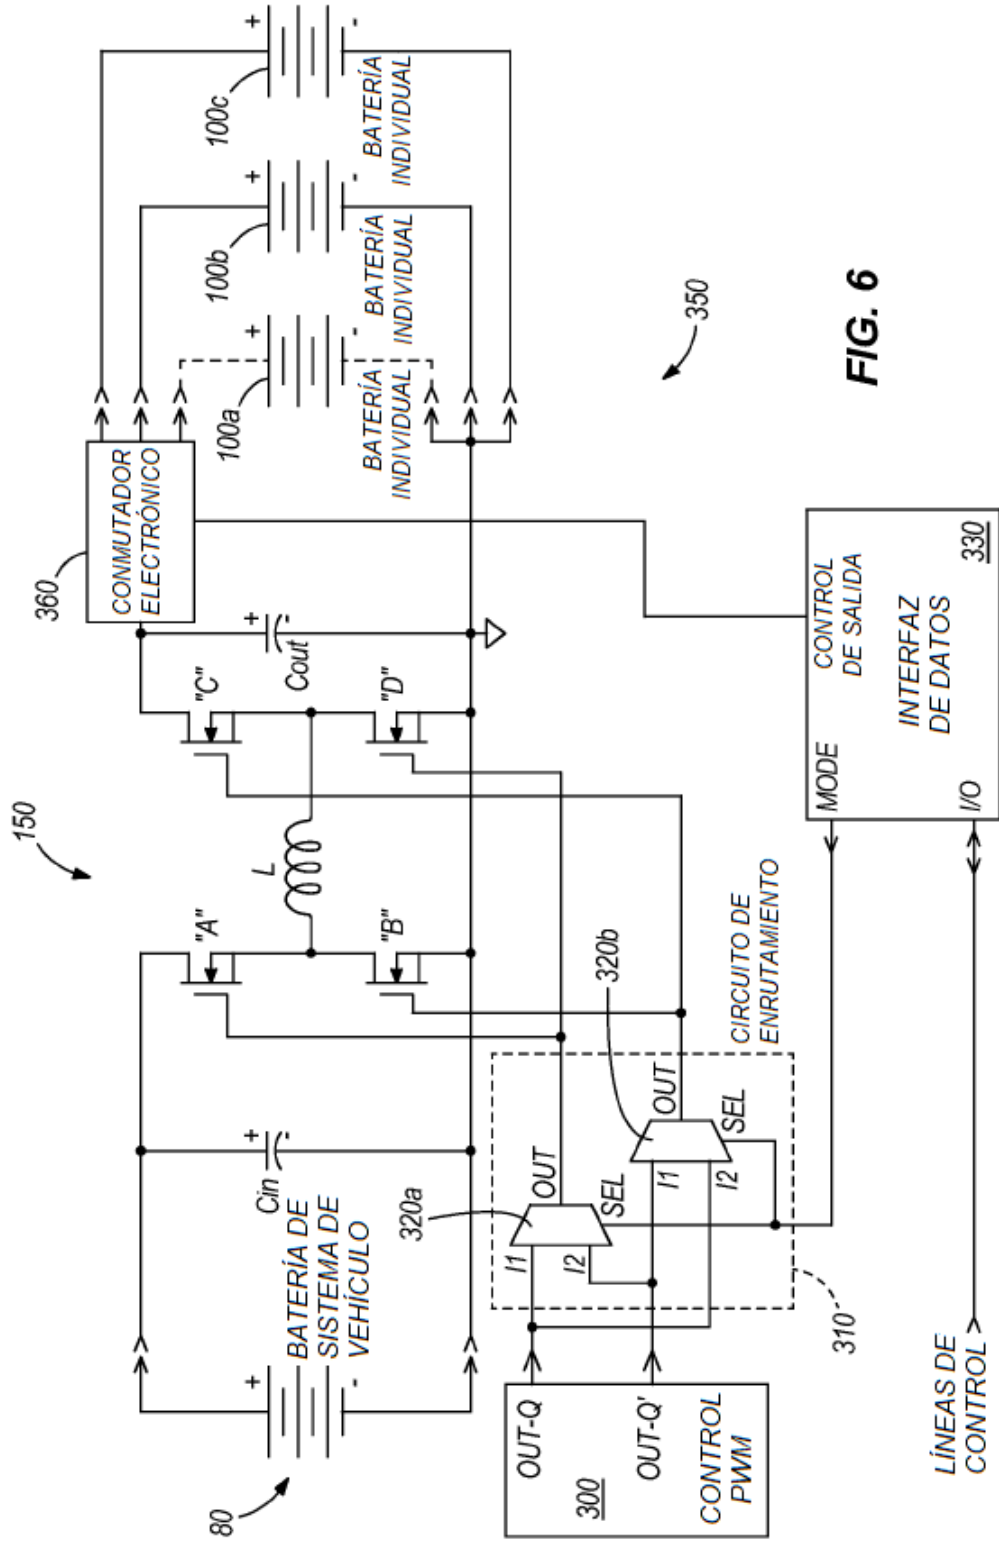 150
360
CONMUTADOR
ELECTRÓNICO
"A"
"C"
+
+
+
+
+
+
Cin
-
L
Cout
-
100a
100b
100c
"B"
"D"
-
-
-
-
80
BATERÍA DE
SISTEMA DE
VEHÍCULO
BATERÍA
INDIVIDUAL
BATERÍA
INDIVIDUAL
BATERÍA
INDIVIDUAL
320a
I1
OUT
I2
SEL
320b
OUT
I1
I2
SEL
CIRCUITO DE
ENRUTAMIENTO
OUT-Q
300
OUT-Q'
CONTROL
PWM
310
350
MODE
CONTROL
DE SALIDA
INTERFAZ
DE DATOS
330
I/O
LÍNEAS DE
CONTROL
FIG. 6